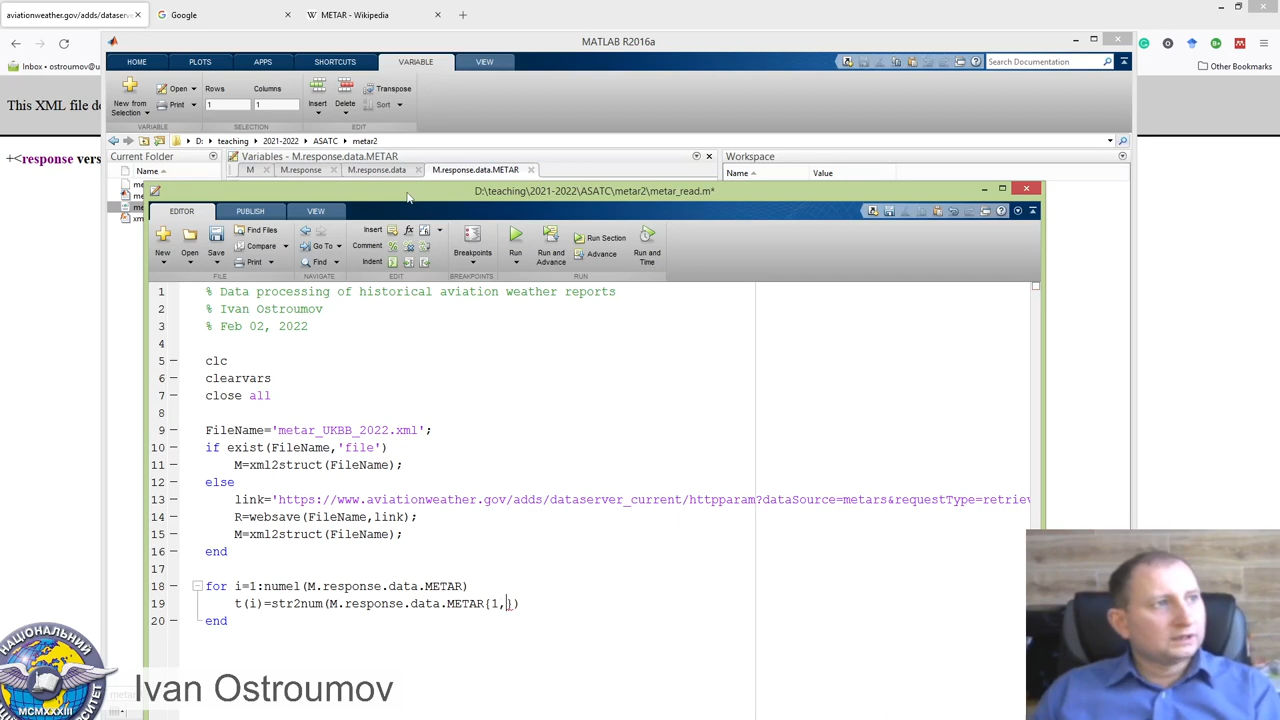 aviationweather.gov/adds/dataser
Google
METAR - Wikipedia
Inbox • ostroumov@u
Other Bookmarks
This XML file do
+<response vers
MATLAB R2016a
HOME PLOTS APPS SHORTCUTS VARIABLE VIEW
Search Documentation
New from Selection
Open
Print
Rows Columns
1 1
Insert
Delete
Transpose
Sort
VARIABLE SELECTION EDIT
D: teaching 2021-2022 ASATC metar2
Current Folder
Variables - M.response.data.METAR
Workspace
Name
M M.response M.response.data M.response.data.METAR
Name Value
D:\teaching\2021-2022\ASATC\metar2\metar_read.m*
EDITOR PUBLISH VIEW
New Open Save
Find Files
Compare
Print
Go To
Find
Insert
Comment
Indent
Breakpoints
Run
Run and Advance
Run Section
Advance
Run and Time
FILE NAVIGATE EDIT BREAKPOINTS RUN
1 % Data processing of historical aviation weather reports
2 % Ivan Ostroumov
3 % Feb 02, 2022
4
5 clc
6 clearvars
7 close all
8
9 FileName='metar_UKBB_2022.xml';
10 if exist(FileName,'file')
11 M=xml2struct(FileName);
12 else
13 link='https://www.aviationweather.gov/adds/dataserver_current/httpparam?dataSource=metars&requestType=retriev
14 R=websave(FileName,link);
15 M=xml2struct(FileName);
16 end
17
18 for i=1:numel(M.response.data.METAR)
19 t(i)=str2num(M.response.data.METAR{1,})
20 end
НАЦІОНАЛЬНИЙ
MCMXXXIII
Ivan Ostroumov